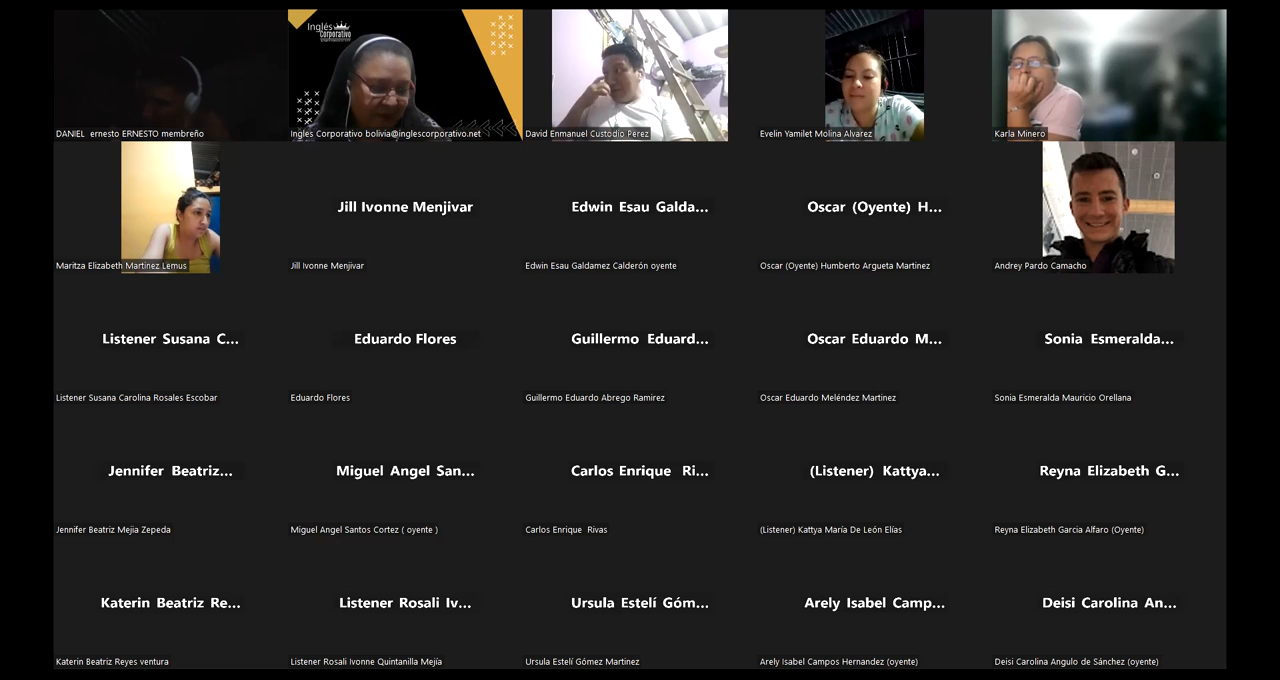 Inglés
Corporativo
DANIEL ernesto ERNESTO membreño
Ingles Corporativo bolivia@inglescorporativo.net
David Enmanuel Custodio Pérez
Evelin Yamilet Molina Alvarez
Karla Minero
Maritza Elizabeth Martinez Lemus
Jill Ivonne Menjivar
Jill Ivonne Menjivar
Edwin Esau Galda...
Edwin Esau Galdamez Calderón oyente
Oscar (Oyente) H...
Oscar (Oyente) Humberto Argueta Martinez
Andrey Pardo Camacho
Listener Susana C...
Listener Susana Carolina Rosales Escobar
Eduardo Flores
Eduardo Flores
Guillermo Eduard...
Guillermo Eduardo Abrego Ramirez
Oscar Eduardo M...
Oscar Eduardo Meléndez Martinez
Sonia Esmeralda...
Sonia Esmeralda Mauricio Orellana
Jennifer Beatriz...
Jennifer Beatriz Mejia Zepeda
Miguel Angel San...
Miguel Angel Santos Cortez ( oyente )
Carlos Enrique Ri...
Carlos Enrique Rivas
(Listener) Kattya...
(Listener) Kattya María De León Elías
Reyna Elizabeth G...
Reyna Elizabeth Garcia Alfaro (Oyente)
Katerin Beatriz Re...
Katerin Beatriz Reyes ventura
Listener Rosali Iv...
Listener Rosali Ivonne Quintanilla Mejía
Ursula Estelí Góm...
Ursula Estelí Gómez Martinez
Arely Isabel Camp...
Arely Isabel Campos Hernandez (oyente)
Deisi Carolina An...
Deisi Carolina Angulo de Sánchez (oyente)